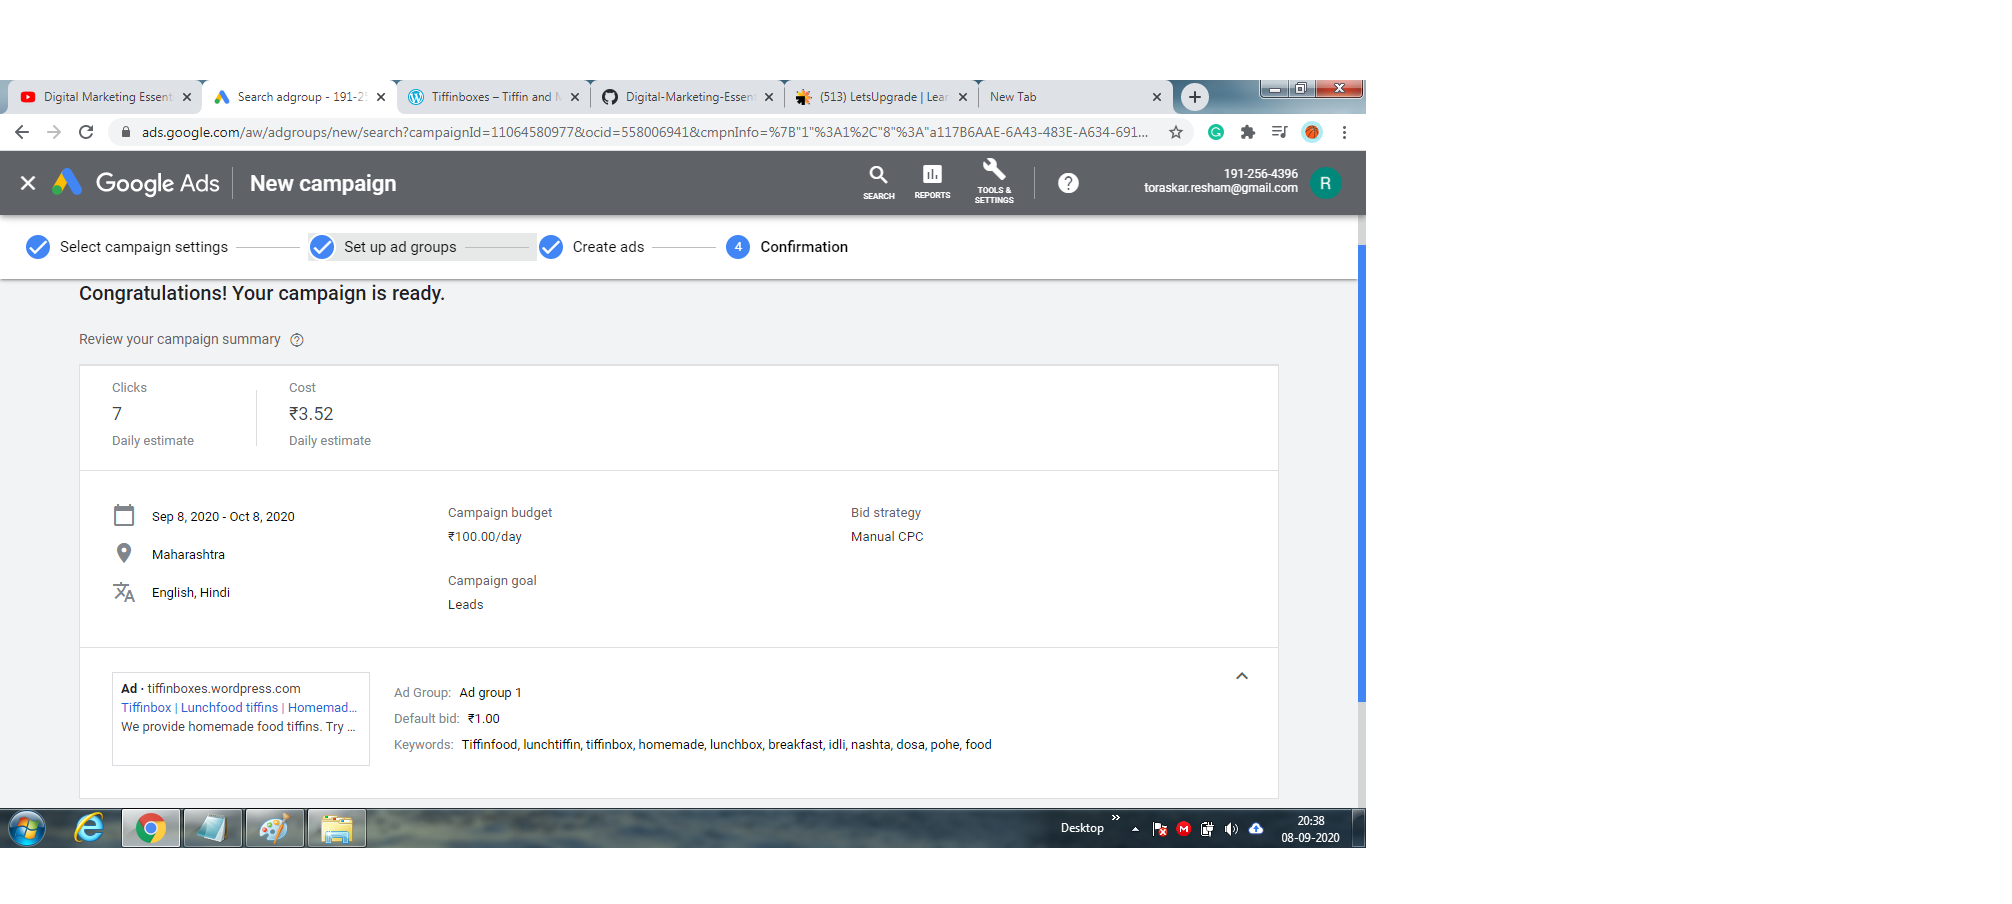 Digital Marketing Essent
Search adgroup - 191-25
Tiffinboxes – Tiffin and M
Digital-Marketing-Essent
(513) LetsUpgrade | Lear
New Tab
ads.google.com/aw/adgroups/new/search?campaignId=11064580977&ocid=558006941&cmpnInfo=%7B"1"%3A1%2C"8"%3A"a117B6AAE-6A43-483E-A634-691...
Google Ads
New campaign
SEARCH
REPORTS
TOOLS &
SETTINGS
191-256-4396
toraskar.resham@gmail.com
R
Select campaign settings
Set up ad groups
Create ads
4 Confirmation
Congratulations! Your campaign is ready.
Review your campaign summary
Clicks
7
Daily estimate
Cost
₹3.52
Daily estimate
Sep 8, 2020 - Oct 8, 2020
Maharashtra
English, Hindi
Campaign budget
₹100.00/day
Campaign goal
Leads
Bid strategy
Manual CPC
Ad · tiffinboxes.wordpress.com
Tiffinbox | Lunchfood tiffins | Homemad...
We provide homemade food tiffins. Try ...
Ad Group: Ad group 1
Default bid: ₹1.00
Keywords: Tiffinfood, lunchtiffin, tiffinbox, homemade, lunchbox, breakfast, idli, nashta, dosa, pohe, food
Desktop
20:38
08-09-2020